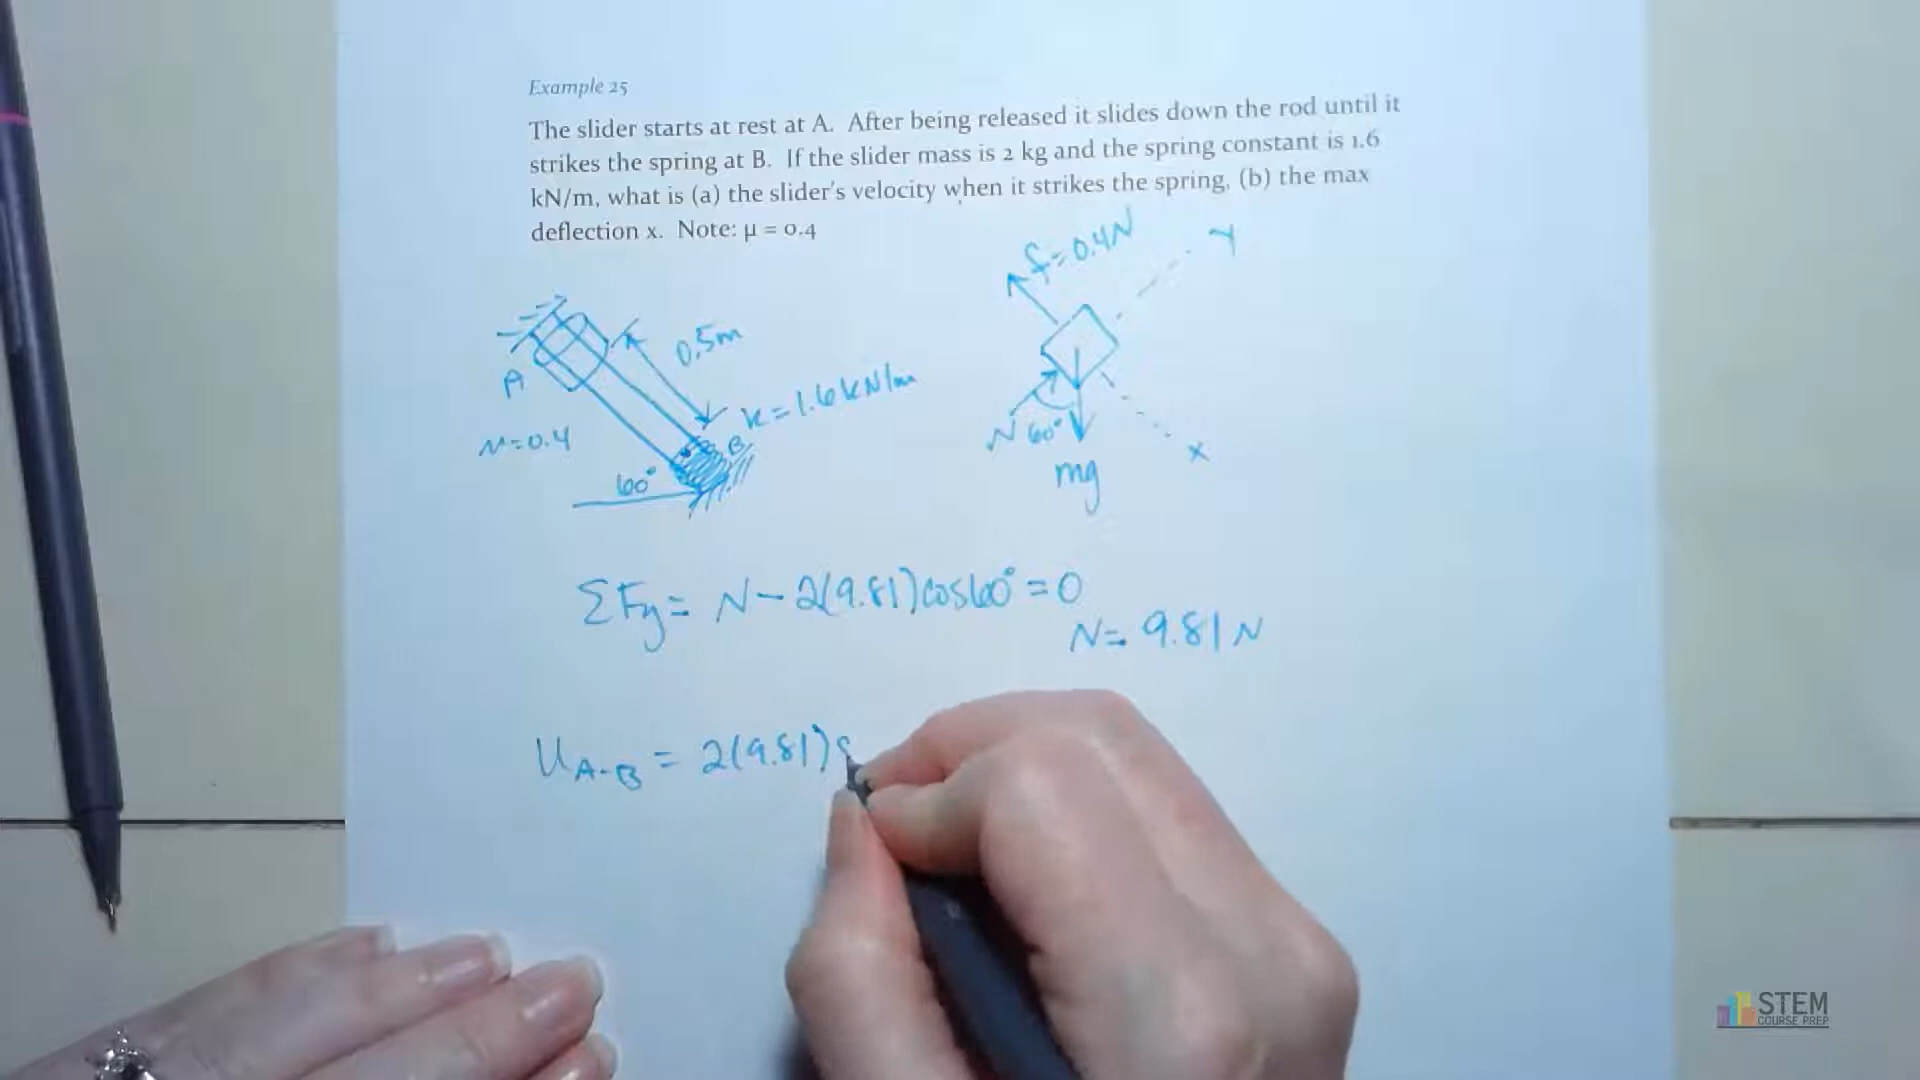 Example 25
The slider starts at rest at A. After being released it slides down the rod until it
strikes the spring at B. If the slider mass is 2 kg and the spring constant is 1.6
kN/m, what is (a) the slider's velocity when it strikes the spring, (b) the max
deflection x. Note: μ = 0.4
f=0.4N
Y
0.5m
A
k=1.6kN/m
μ=0.4
B
N
60°
x
60°
mg
ΣFy= N-2(9.81)cos60°=0
N= 9.81 N
U A-B = 2(9.81)s
STEM
COURSE PREP